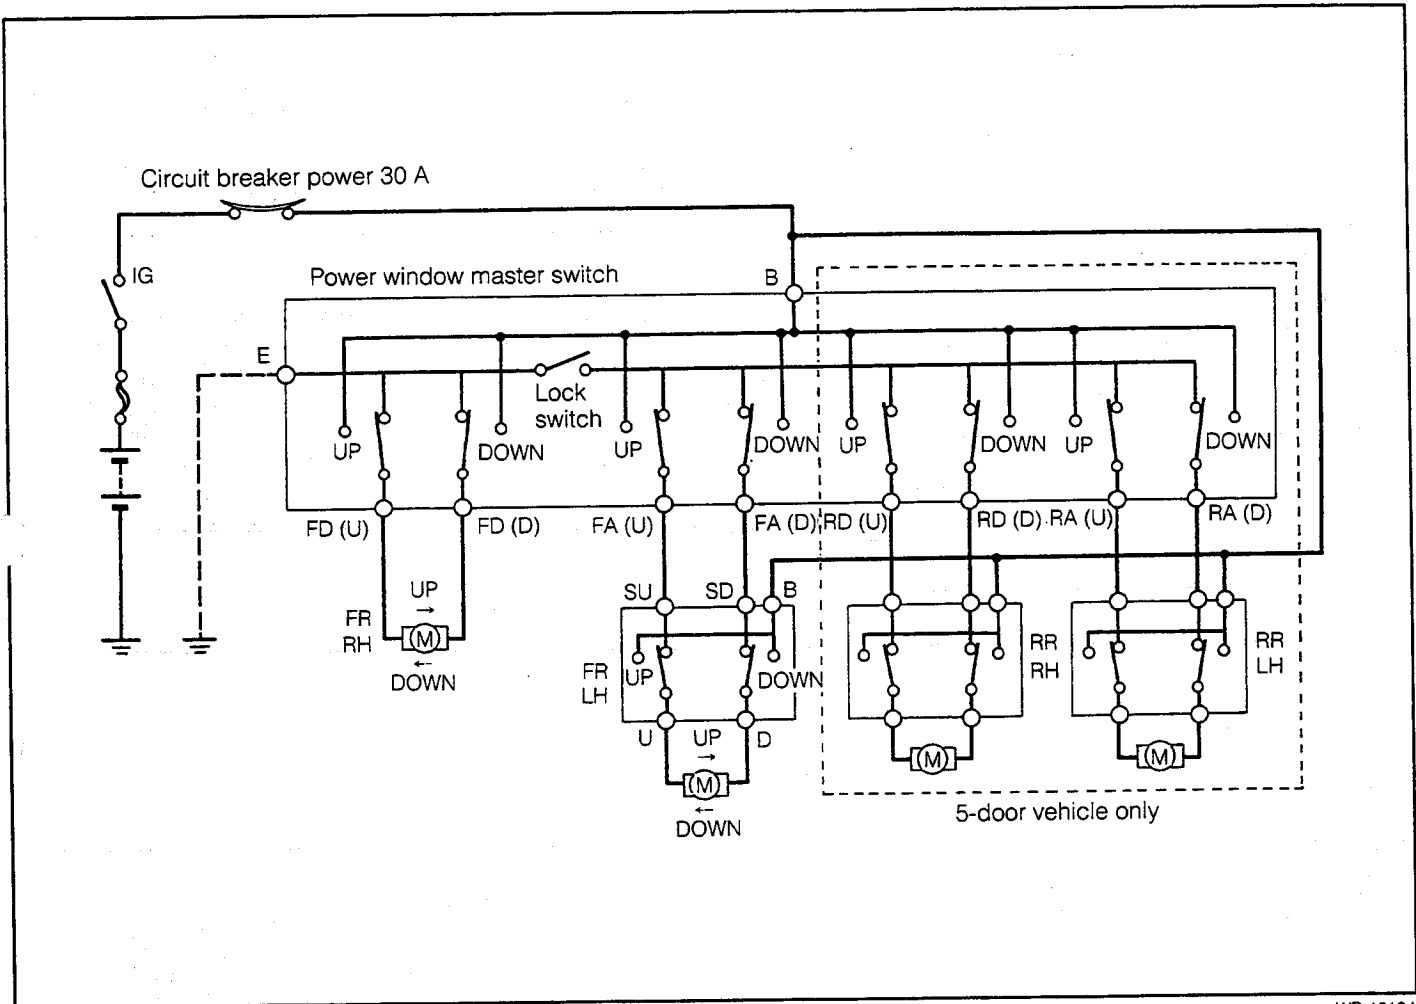 Circuit breaker power 30 A
IG
Power window master switch
B
E
Lock
switch
UP
DOWN
UP
DOWN
UP
DOWN
UP
DOWN
FD (U)
FD (D)
FA (U)
FA (D)
RD (U)
RD (D)
RA (U)
RA (D)
UP
→
FR
RH
M
←
DOWN
SU
SD
B
FR
LH
UP
DOWN
RR
RH
RR
LH
U
UP
D
→
M
←
DOWN
M
M
5-door vehicle only